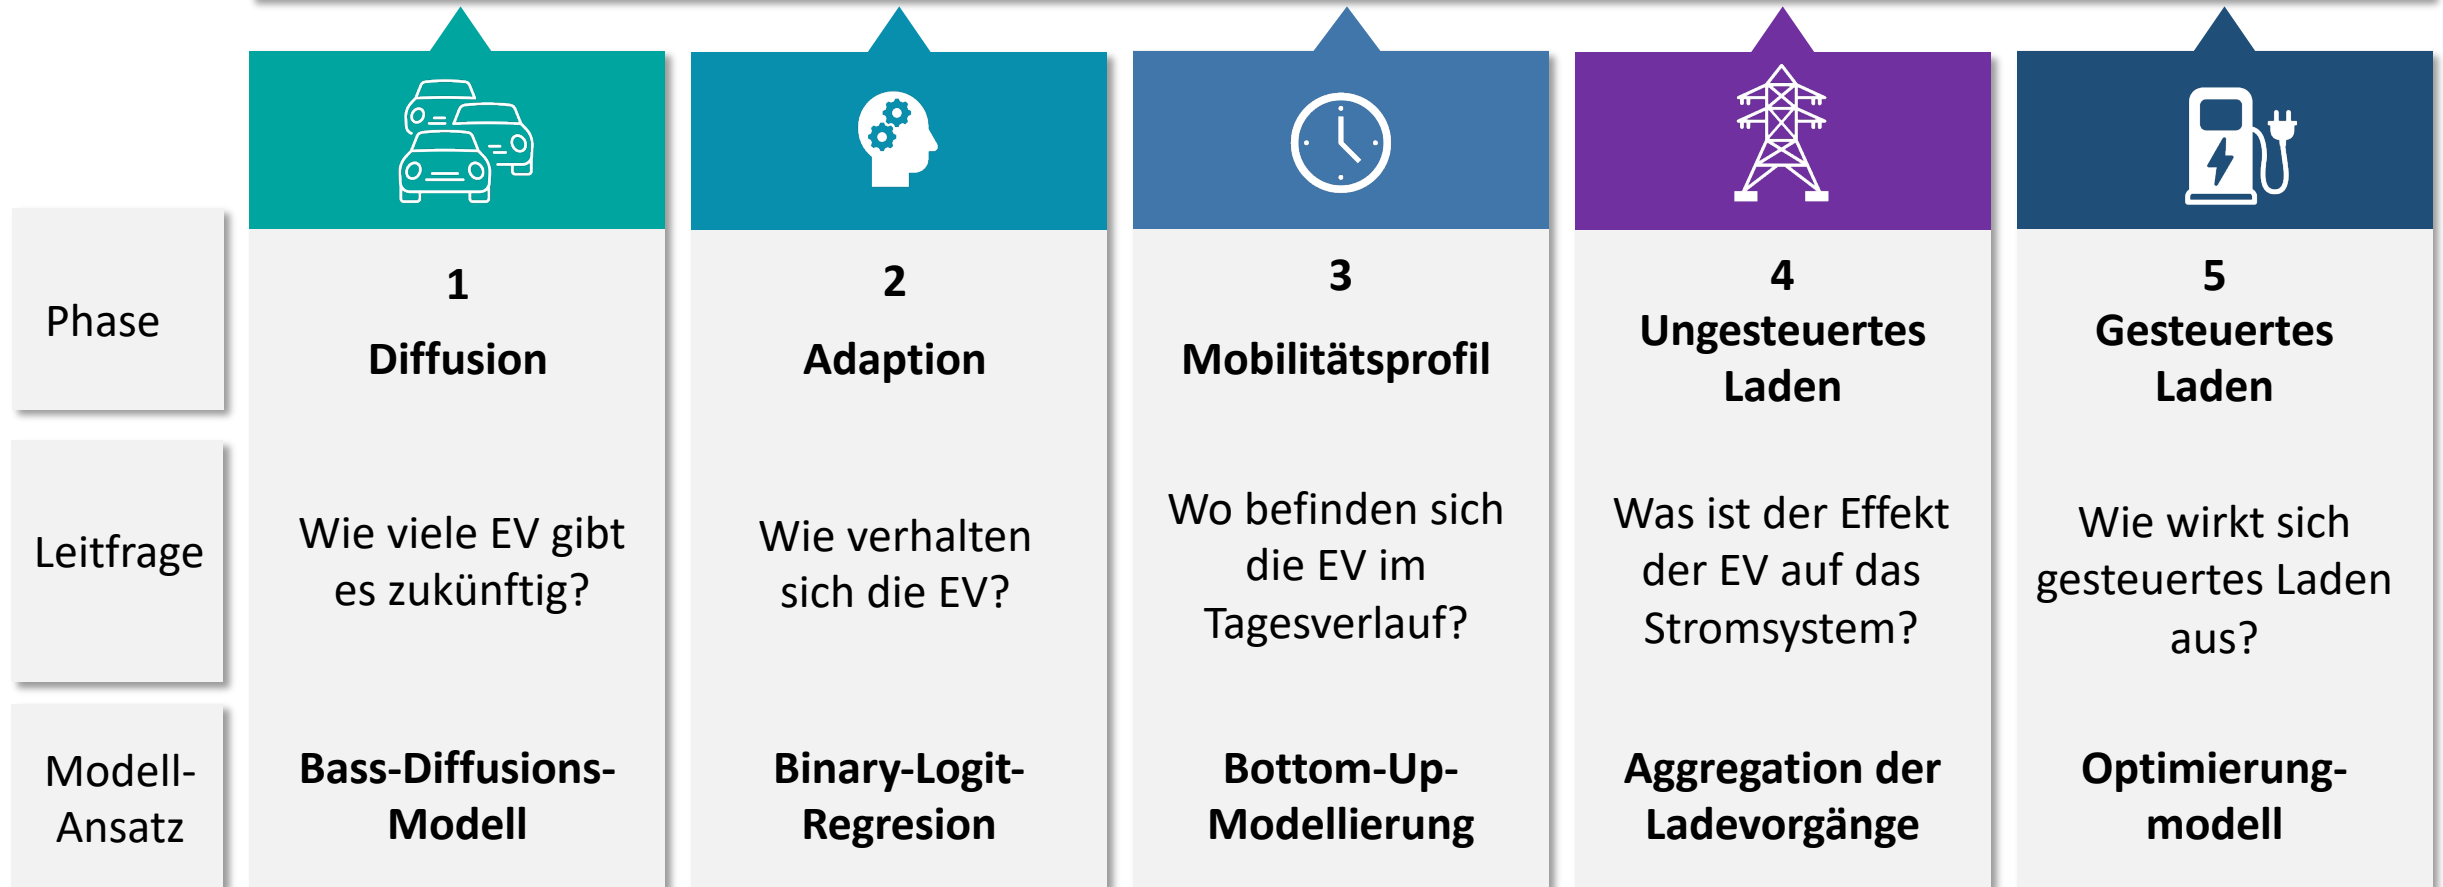 Phase
1
Diffusion
2
Adaption
3
Mobilitätsprofil
4
Ungesteuertes
Laden
5
Gesteuertes
Laden
Leitfrage
Wie viele EV gibt
es zukünftig?
Wie verhalten
sich die EV?
Wo befinden sich
die EV im
Tagesverlauf?
Was ist der Effekt
der EV auf das
Stromsystem?
Wie wirkt sich
gesteuertes Laden
aus?
Modell-
Ansatz
Bass-Diffusions-
Modell
Binary-Logit-
Regresion
Bottom-Up-
Modellierung
Aggregation der
Ladevorgänge
Optimierung-
modell